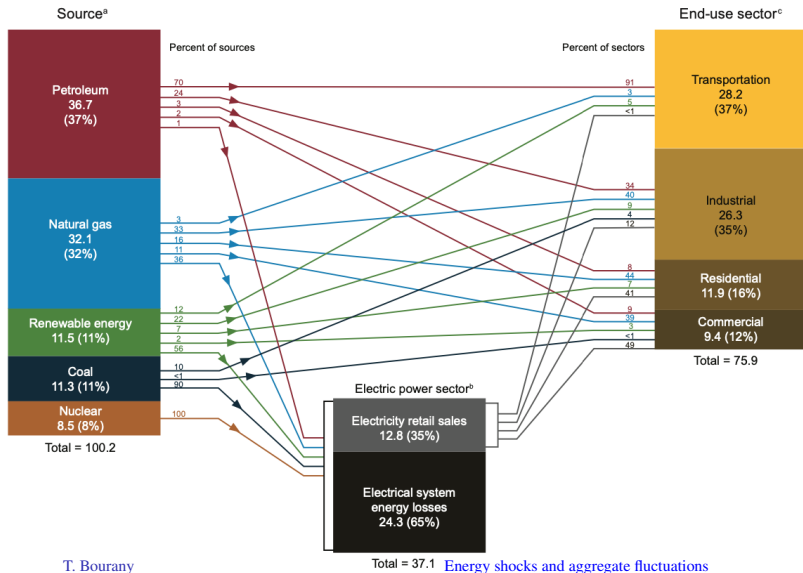 Sourceᵃ
End-use sectorᶜ
Percent of sources
Percent of sectors
Petroleum
36.7
(37%)
70
24
3
2
1
Natural gas
32.1
(32%)
3
33
16
11
36
Renewable energy
11.5 (11%)
12
22
7
2
56
Coal
11.3 (11%)
10
<1
90
Nuclear
8.5 (8%)
100
Total = 100.2
91
3
5
<1
Transportation
28.2
(37%)
34
40
9
4
12
Industrial
26.3
(35%)
8
44
7
41
Residential
11.9 (16%)
9
39
3
<1
49
Commercial
9.4 (12%)
Total = 75.9
Electric power sectorᵇ
Electricity retail sales
12.8 (35%)
Electrical system
energy losses
24.3 (65%)
Total = 37.1
T. Bourany
Energy shocks and aggregate fluctuations